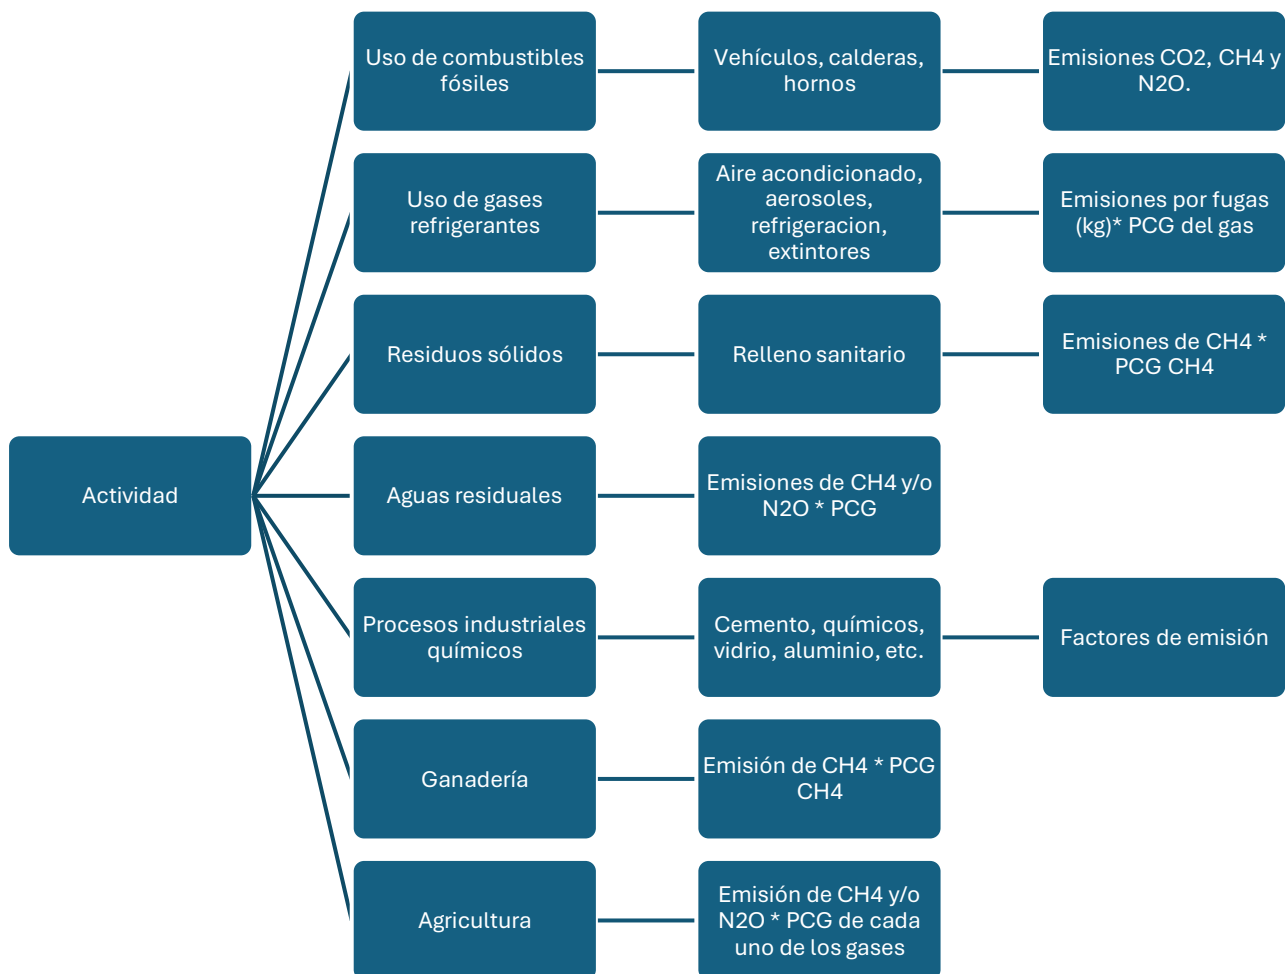 Uso de combustibles
fósiles
Vehículos, calderas,
hornos
Emisiones CO2, CH4 y
N2O.
Uso de gases
refrigerantes
Aire acondicionado,
aerosoles,
refrigeracion,
extintores
Emisiones por fugas
(kg)* PCG del gas
Residuos sólidos
Relleno sanitario
Emisiones de CH4 *
PCG CH4
Actividad
Aguas residuales
Emisiones de CH4 y/o
N2O * PCG
Procesos industriales
químicos
Cemento, químicos,
vidrio, aluminio, etc.
Factores de emisión
Ganadería
Emisión de CH4 * PCG
CH4
Agricultura
Emisión de CH4 y/o
N2O * PCG de cada
uno de los gases